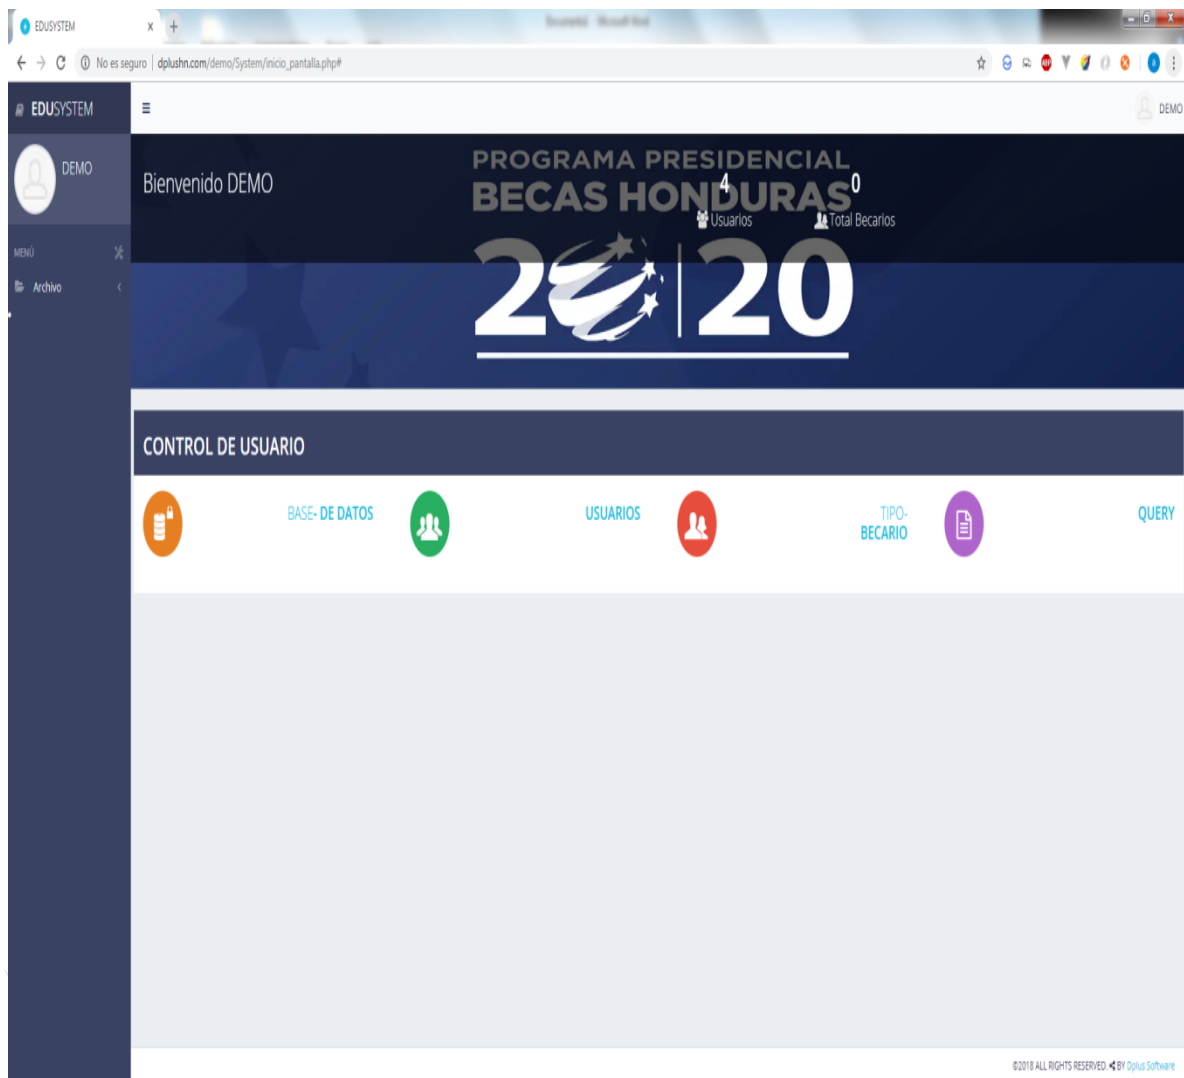 EDUSYSTEM
No es seguro | dplushn.com/demo/System/inicio_pantalla.php#
EDUSYSTEM
DEMO
DEMO
MENÚ
Archivo
Bienvenido DEMO
PROGRAMA PRESIDENCIAL
BECAS HONDURAS
20|20
4
Usuarios
0
Total Becarios
CONTROL DE USUARIO
BASE- DE DATOS
USUARIOS
TIPO-
BECARIO
QUERY
©2018 ALL RIGHTS RESERVED. BY Dplus Software